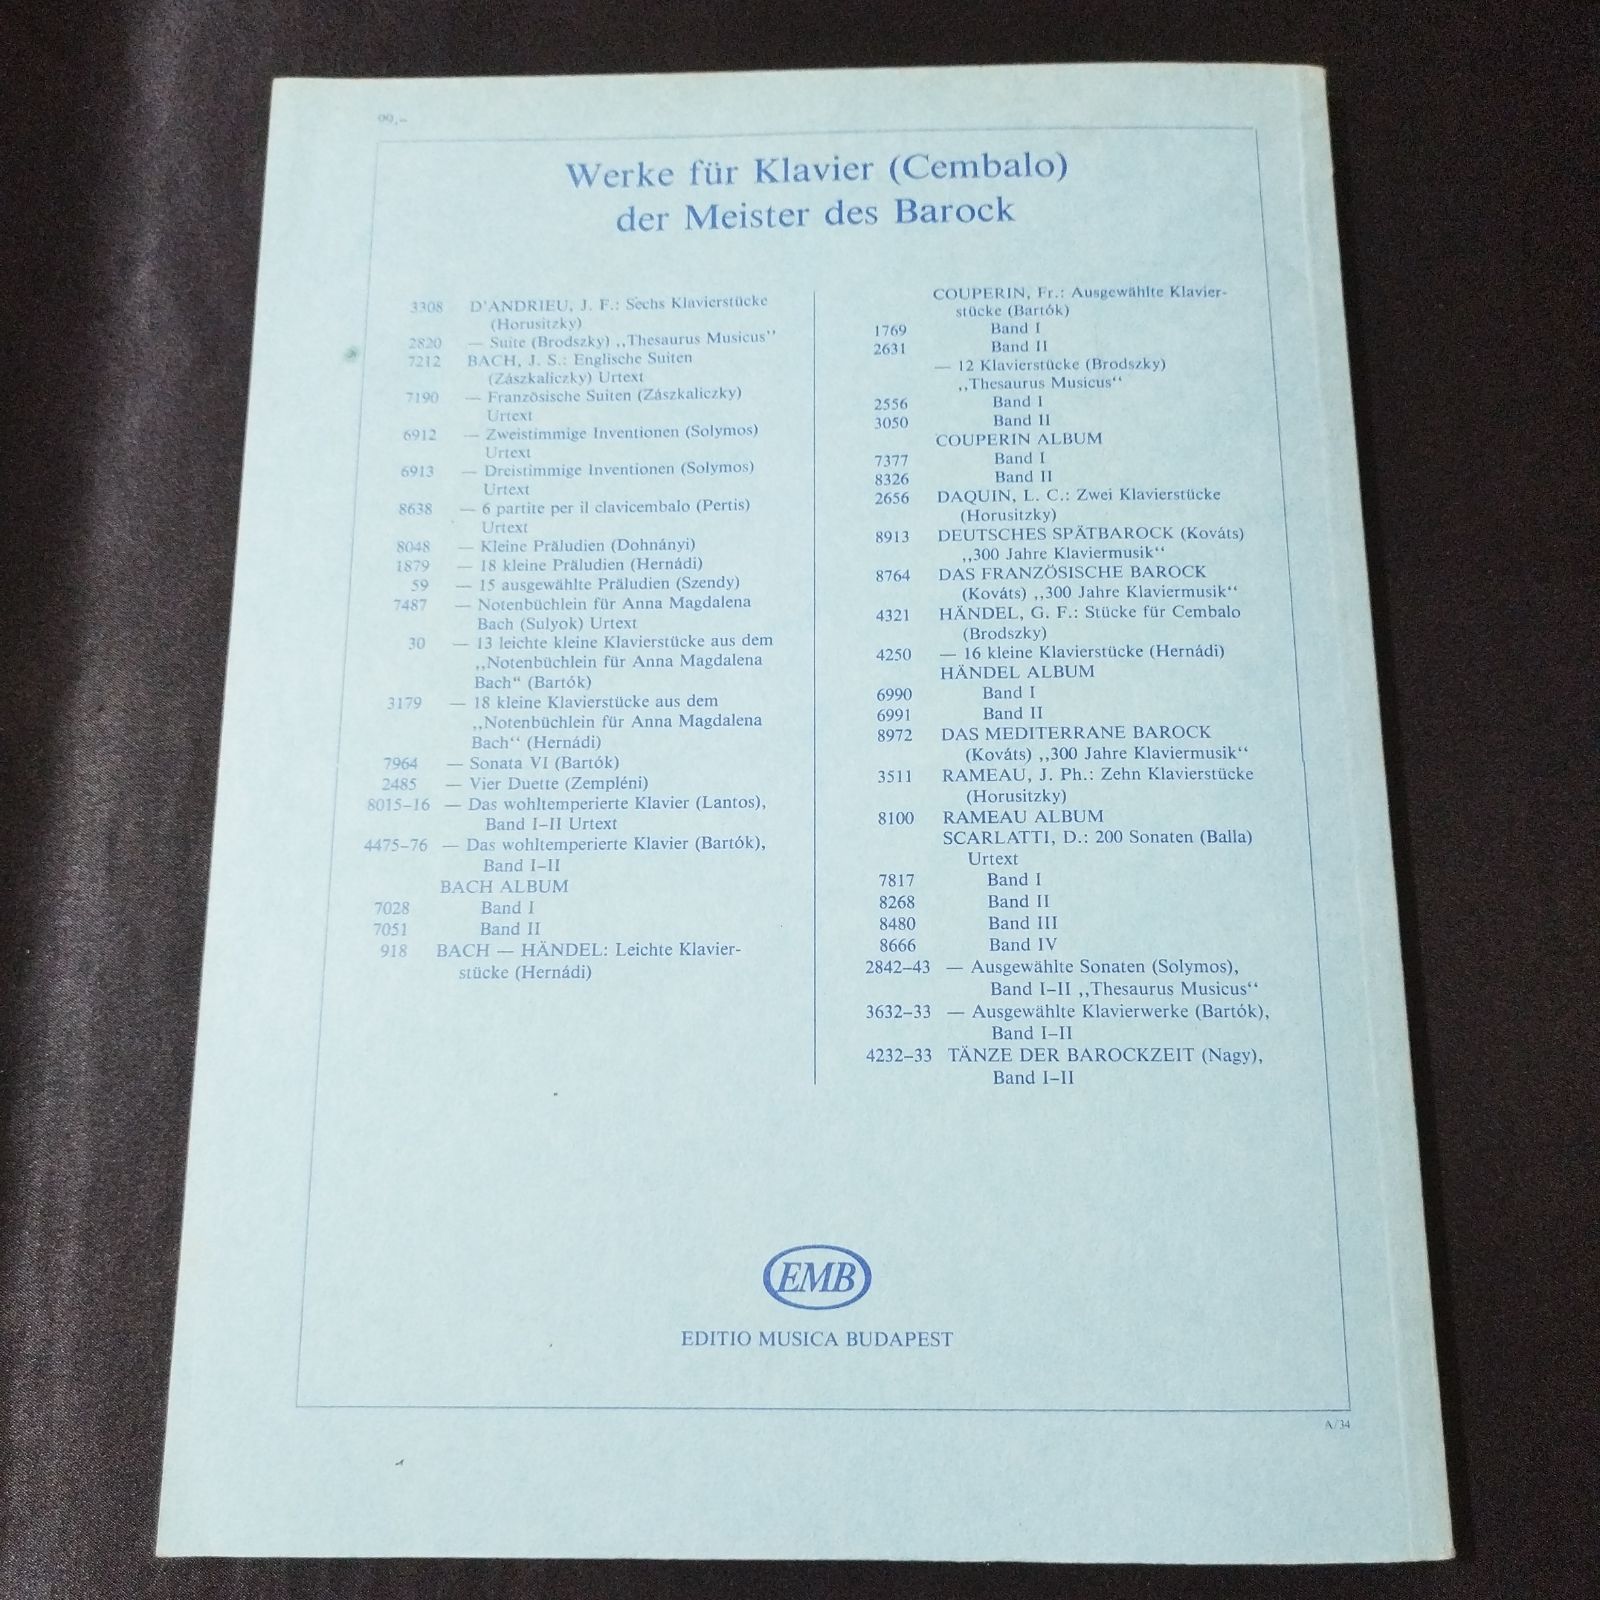 Werke für Klavier (Cembalo)
der Meister des Barock
3308 D'ANDRIEU, J. F.: Sechs Klavierstücke
(Horusitzky)
2820 — Suite (Brodszky) ,,Thesaurus Musicus"
7212 BACH, J. S.: Englische Suiten
(Zászkaliczky) Urtext
7190 — Französische Suiten (Zászkaliczky)
Urtext
6912 — Zweistimmige Inventionen (Solymos)
Urtext
6913 — Dreistimmige Inventionen (Solymos)
Urtext
8638 — 6 partite per il clavicembalo (Pertis)
Urtext
8048 — Kleine Präludien (Dohnányi)
1879 — 18 kleine Präludien (Hernádi)
59 — 15 ausgewählte Präludien (Szendy)
7487 — Notenbüchlein für Anna Magdalena
Bach (Sulyok) Urtext
30 — 13 leichte kleine Klavierstücke aus dem
,,Notenbüchlein für Anna Magdalena
Bach" (Bartók)
3179 — 18 kleine Klavierstücke aus dem
,,Notenbüchlein für Anna Magdalena
Bach" (Hernádi)
7964 — Sonata VI (Bartók)
2485 — Vier Duette (Zempléni)
8015–16 — Das wohltemperierte Klavier (Lantos),
Band I–II Urtext
4475–76 — Das wohltemperierte Klavier (Bartók),
Band I–II
BACH ALBUM
7028 Band I
7051 Band II
918 BACH — HÄNDEL: Leichte Klavier-
stücke (Hernádi)
COUPERIN, Fr.: Ausgewählte Klavier-
stücke (Bartók)
1769 Band I
2631 Band II
— 12 Klavierstücke (Brodszky)
,,Thesaurus Musicus"
2556 Band I
3050 Band II
COUPERIN ALBUM
7377 Band I
8326 Band II
2656 DAQUIN, L. C.: Zwei Klavierstücke
(Horusitzky)
8913 DEUTSCHES SPÄTBAROCK (Kováts)
,,300 Jahre Klaviermusik"
8764 DAS FRANZÖSISCHE BAROCK
(Kováts) ,,300 Jahre Klaviermusik"
4321 HÄNDEL, G. F.: Stücke für Cembalo
(Brodszky)
4250 — 16 kleine Klavierstücke (Hernádi)
HÄNDEL ALBUM
6990 Band I
6991 Band II
8972 DAS MEDITERRANE BAROCK
(Kováts) ,,300 Jahre Klaviermusik"
3511 RAMEAU, J. Ph.: Zehn Klavierstücke
(Horusitzky)
8100 RAMEAU ALBUM
SCARLATTI, D.: 200 Sonaten (Balla)
Urtext
7817 Band I
8268 Band II
8480 Band III
8666 Band IV
2842–43 — Ausgewählte Sonaten (Solymos),
Band I–II ,,Thesaurus Musicus"
3632–33 — Ausgewählte Klavierwerke (Bartók),
Band I–II
4232–33 TÄNZE DER BAROCKZEIT (Nagy),
Band I–II
EMB
EDITIO MUSICA BUDAPEST
A/34